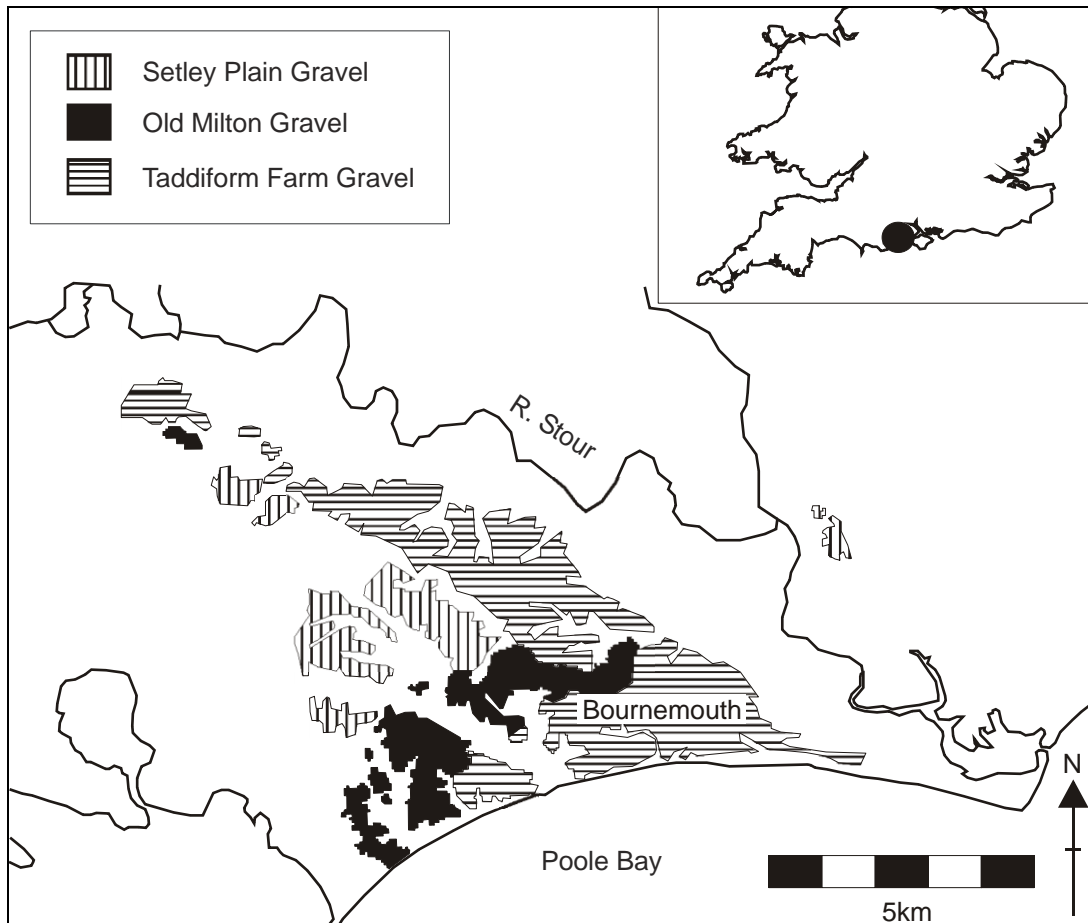 Setley Plain Gravel
Old Milton Gravel
Taddiform Farm Gravel
R. Stour
Bournemouth
N
Poole Bay
5km